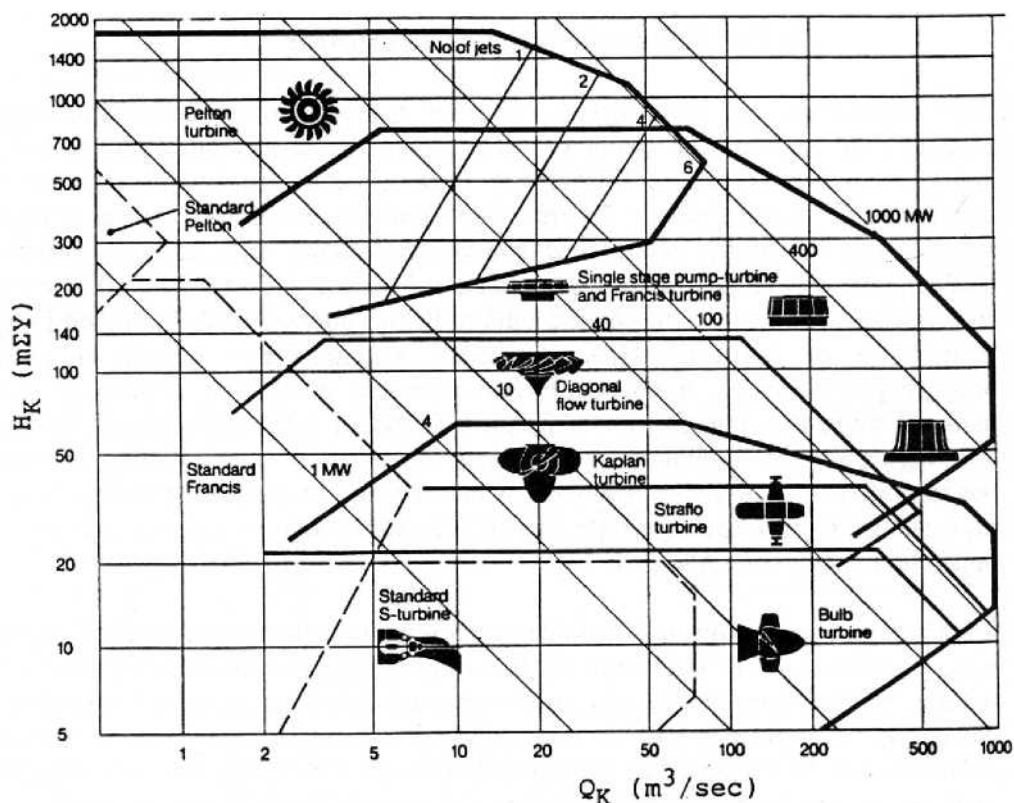 2000
1400
1000
700
500
300
200
140
100
50
20
10
5
H_K (mΣY)
No of jets
1
2
4
6
Pelton
turbine
Standard
Pelton
1000 MW
400
Single stage pump-turbine
and Francis turbine
40
100
10
Diagonal
flow turbine
4
Standard
Francis
1 MW
Kaplan
turbine
Straflo
turbine
Standard
S-turbine
Bulb
turbine
1 2 5 10 20 50 100 200 500 1000
Q_K (m³/sec)